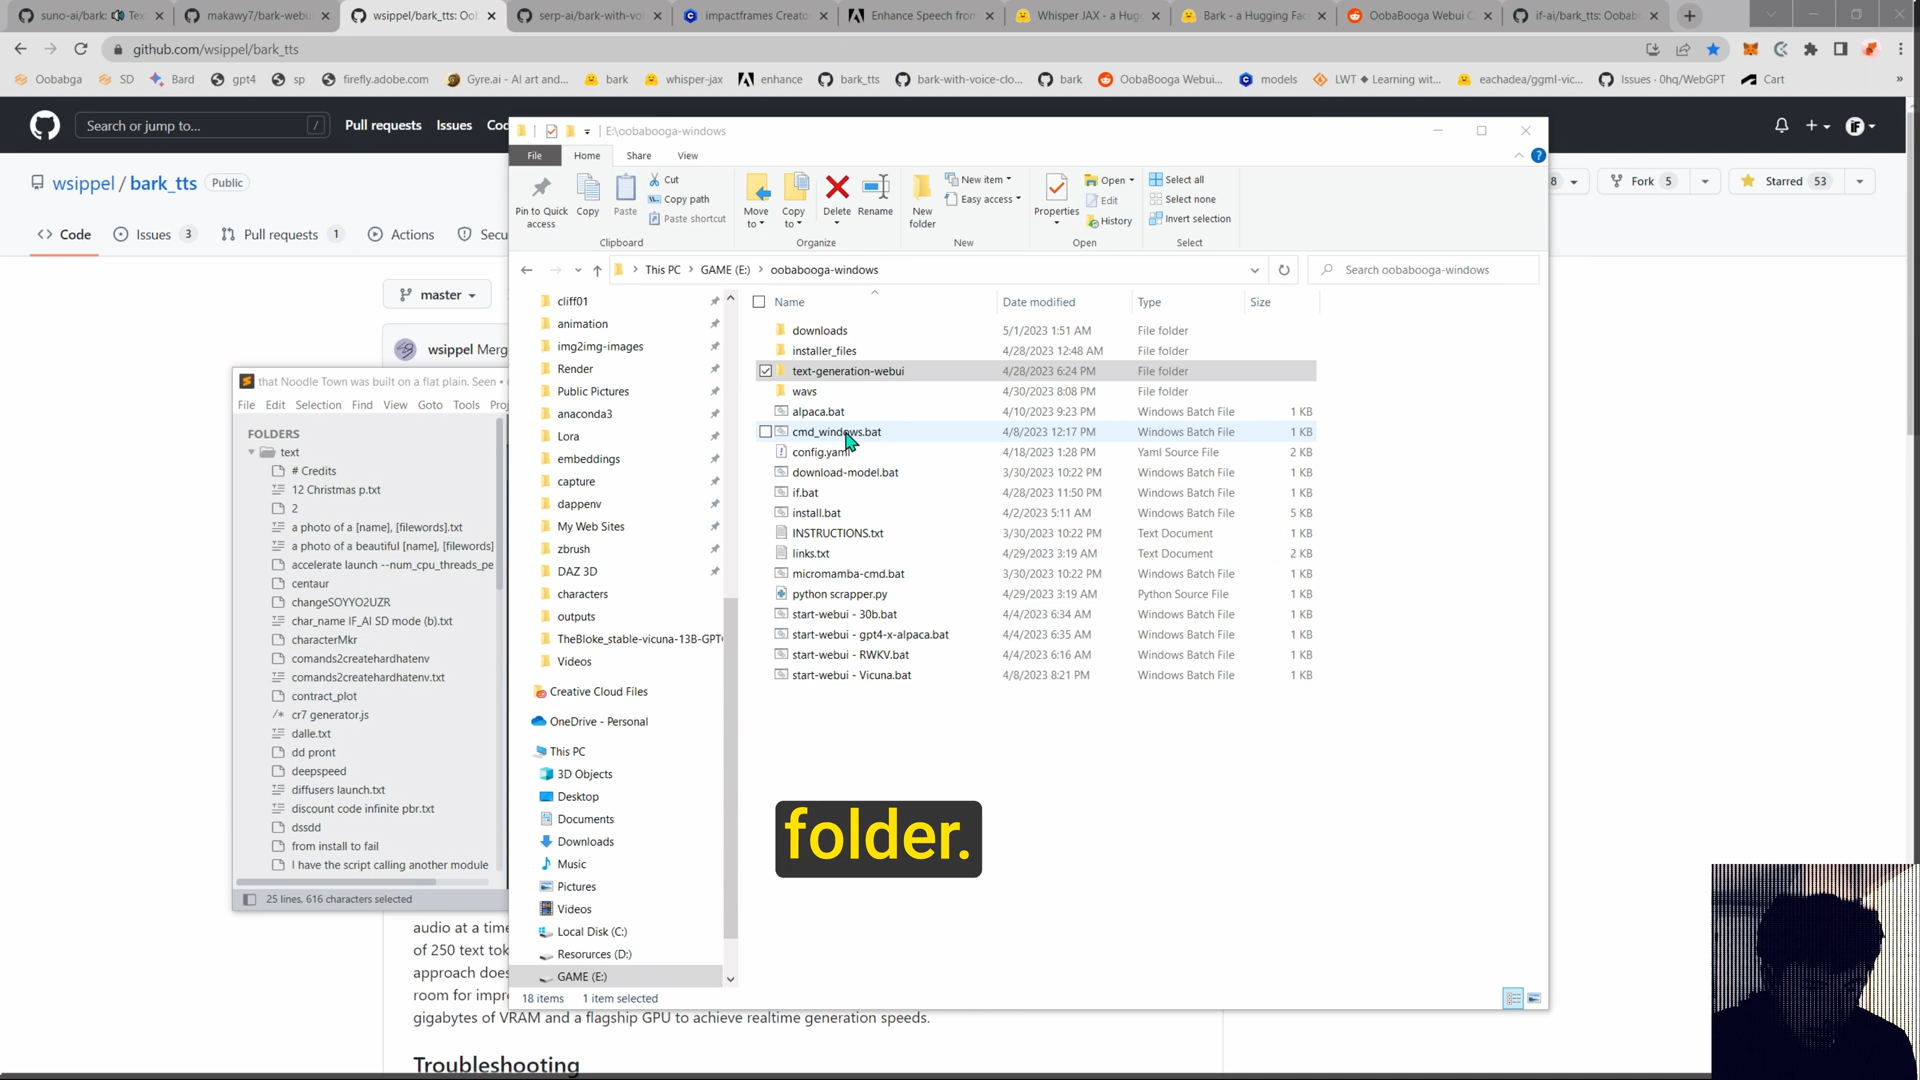 suno-ai/bark: Tex
makawy7/bark-webu
wsippel/bark_tts: Oob
serp-ai/bark-with-vo
impactframes Creato
Enhance Speech from
Whisper JAX - a Hug
Bark - a Hugging Fac
OobaBooga Webui C
if-ai/bark_tts: Oobab
github.com/wsippel/bark_tts
Oobabga
SD
Bard
gpt4
sp
firefly.adobe.com
Gyre.ai - AI art and...
bark
whisper-jax
enhance
bark_tts
bark-with-voice-clo...
bark
OobaBooga Webui...
models
LWT ◆ Learning wit...
eachadea/ggml-vic...
Issues · 0hq/WebGPT
Cart
»
Search or jump to...
/
Pull requests
Issues
Co
iF
wsippel / bark_tts
Public
8
Fork 5
Starred 53
Code
Issues 3
Pull requests 1
Actions
Secu
master
wsippel Merg
E:\oobabooga-windows
File
Home
Share
View
Pin to Quick access
Copy
Paste
Cut
Copy path
Paste shortcut
Clipboard
Move to
Copy to
Delete
Rename
Organize
New folder
New item
Easy access
New
Properties
Open
Edit
History
Open
Select all
Select none
Invert selection
Select
This PC > GAME (E:) > oobabooga-windows
Search oobabooga-windows
cliff01
animation
img2img-images
Render
Public Pictures
anaconda3
Lora
embeddings
capture
dappenv
My Web Sites
zbrush
DAZ 3D
characters
outputs
TheBloke_stable-vicuna-13B-GPT
Videos
Creative Cloud Files
OneDrive - Personal
This PC
3D Objects
Desktop
Documents
Downloads
Music
Pictures
Videos
Local Disk (C:)
Resorurces (D:)
GAME (E:)
Name Date modified Type Size
downloads 5/1/2023 1:51 AM File folder
installer_files 4/28/2023 12:48 AM File folder
text-generation-webui 4/28/2023 6:24 PM File folder
wavs 4/30/2023 8:08 PM File folder
alpaca.bat 4/10/2023 9:23 PM Windows Batch File 1 KB
cmd_windows.bat 4/8/2023 12:17 PM Windows Batch File 1 KB
config.yaml 4/18/2023 1:28 PM Yaml Source File 2 KB
download-model.bat 3/30/2023 10:22 PM Windows Batch File 1 KB
if.bat 4/28/2023 11:50 PM Windows Batch File 1 KB
install.bat 4/2/2023 5:11 AM Windows Batch File 5 KB
INSTRUCTIONS.txt 3/30/2023 10:22 PM Text Document 1 KB
links.txt 4/29/2023 3:19 AM Text Document 2 KB
micromamba-cmd.bat 3/30/2023 10:22 PM Windows Batch File 1 KB
python scrapper.py 4/29/2023 3:19 AM Python Source File 1 KB
start-webui - 30b.bat 4/4/2023 6:34 AM Windows Batch File 1 KB
start-webui - gpt4-x-alpaca.bat 4/4/2023 6:35 AM Windows Batch File 1 KB
start-webui - RWKV.bat 4/4/2023 6:16 AM Windows Batch File 1 KB
start-webui - Vicuna.bat 4/8/2023 8:21 PM Windows Batch File 1 KB
18 items 1 item selected
that Noodle Town was built on a flat plain. Seen •
File Edit Selection Find View Goto Tools Proj
FOLDERS
text
# Credits
12 Christmas p.txt
2
a photo of a [name], [filewords].txt
a photo of a beautiful [name], [filewords]
accelerate launch --num_cpu_threads_pe
centaur
changeSOYYO2UZR
char_name IF_AI SD mode (b).txt
characterMkr
comands2createhardhatenv
comands2createhardhatenv.txt
contract_plot
/* cr7 generator.js
dalle.txt
dd pront
deepspeed
diffusers launch.txt
discount code infinite pbr.txt
dssdd
from install to fail
I have the script calling another module
25 lines, 616 characters selected
folder.
audio at a time
of 250 text tok
approach does
room for impr
gigabytes of VRAM and a flagship GPU to achieve realtime generation speeds.
Troubleshooting